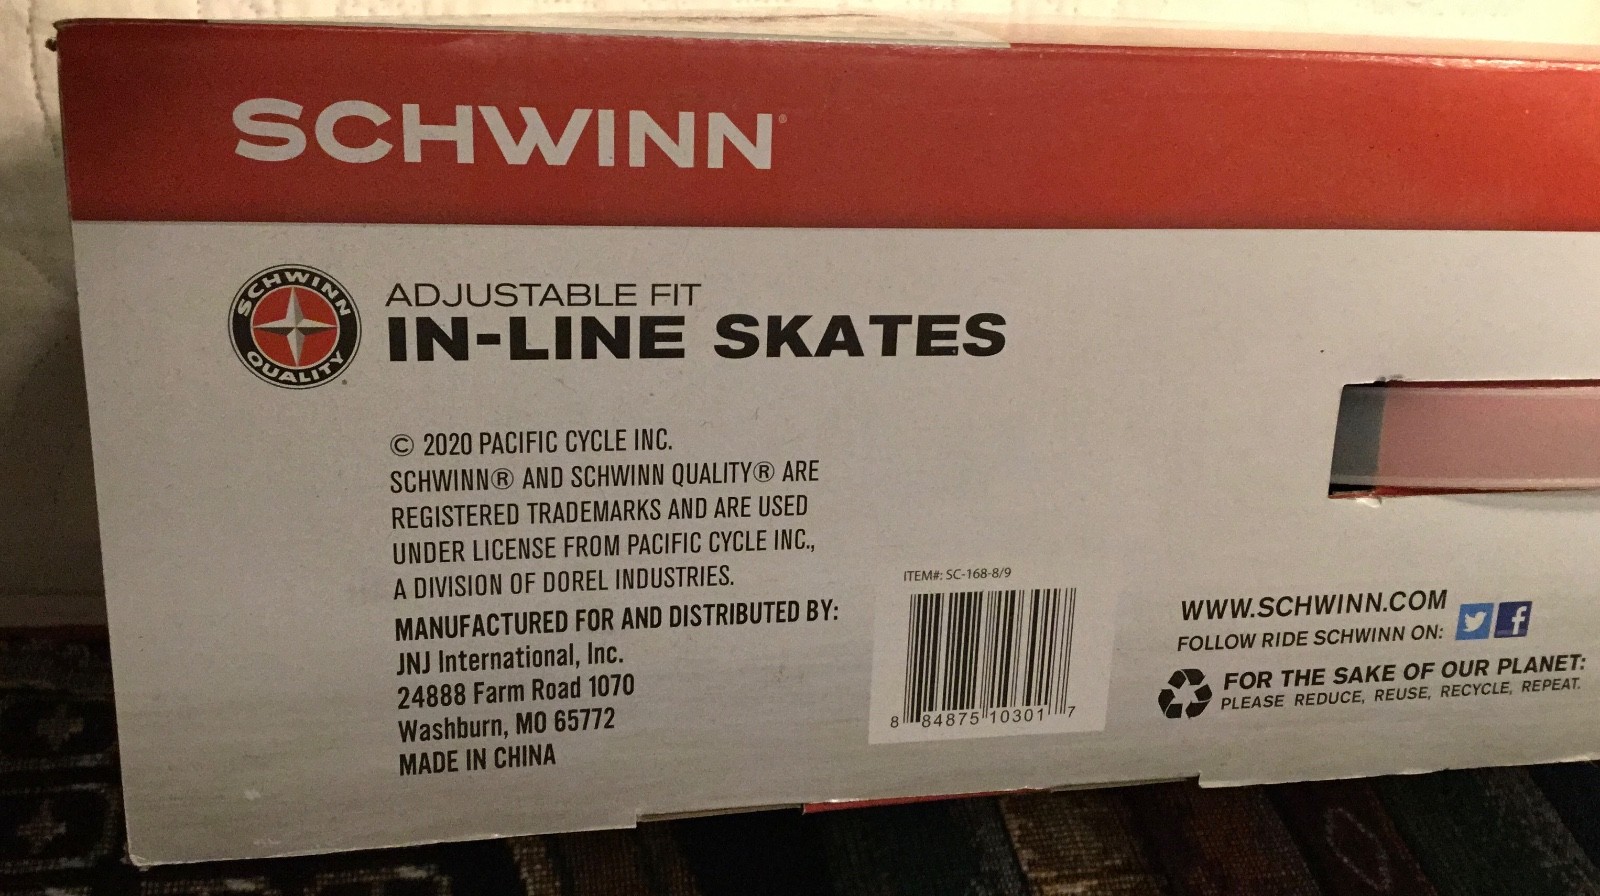 SCHWINN®
SCHWINN
QUALITY
ADJUSTABLE FIT
IN-LINE SKATES
© 2020 PACIFIC CYCLE INC.
SCHWINN® AND SCHWINN QUALITY® ARE
REGISTERED TRADEMARKS AND ARE USED
UNDER LICENSE FROM PACIFIC CYCLE INC.,
A DIVISION OF DOREL INDUSTRIES.
MANUFACTURED FOR AND DISTRIBUTED BY:
JNJ International, Inc.
24888 Farm Road 1070
Washburn, MO 65772
MADE IN CHINA
ITEM#: SC-168-8/9
8 84875 10301 7
WWW.SCHWINN.COM
FOLLOW RIDE SCHWINN ON:
FOR THE SAKE OF OUR PLANET:
PLEASE REDUCE, REUSE, RECYCLE, REPEAT.